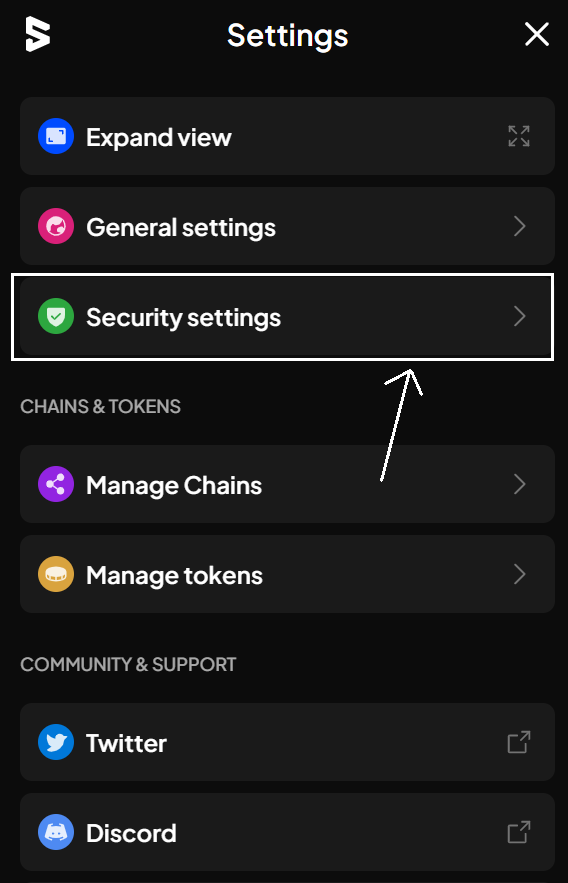 Settings
Expand view
General settings
Security settings
CHAINS & TOKENS
Manage Chains
Manage tokens
COMMUNITY & SUPPORT
Twitter
Discord